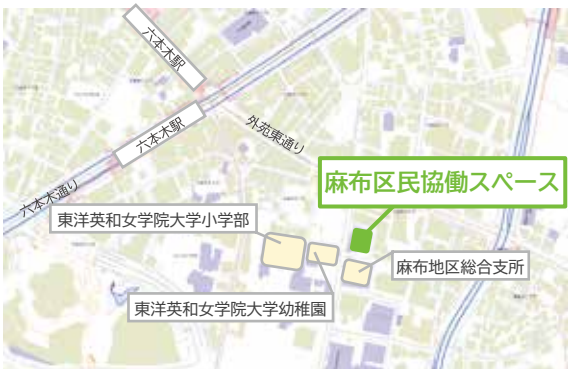 六本木駅
六本木駅
外苑東通り
六本木通り
麻布区民協働スペース
東洋英和女学院大学小学部
麻布地区総合支所
東洋英和女学院大学幼稚園